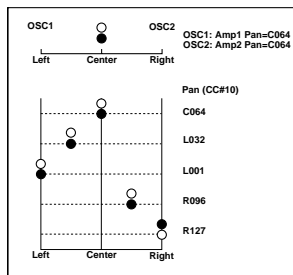 OSC1 OSC2
OSC1: Amp1 Pan=C064
OSC2: Amp2 Pan=C064
Left Center Right
Pan (CC#10)
C064
L032
L001
R096
R127
Left Center Right